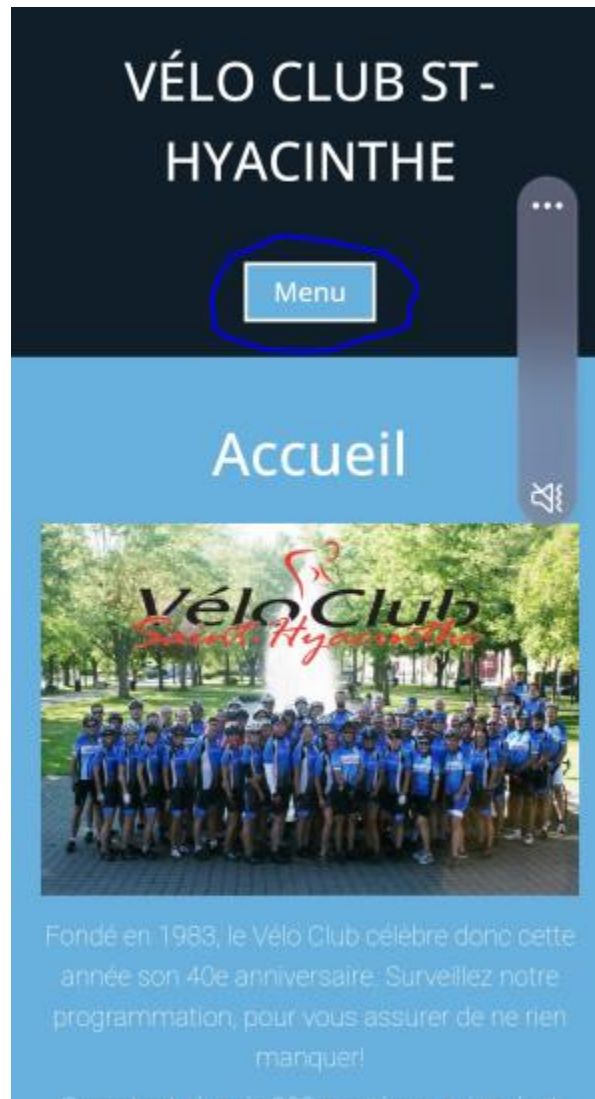 VÉLO CLUB ST-
HYACINTHE
Menu
Accueil
VéloClub
Saint-Hyacinthe
Fondé en 1983, le Vélo Club célèbre donc cette
année son 40e anniversaire. Surveillez notre
programmation, pour vous assurer de ne rien
manquer!